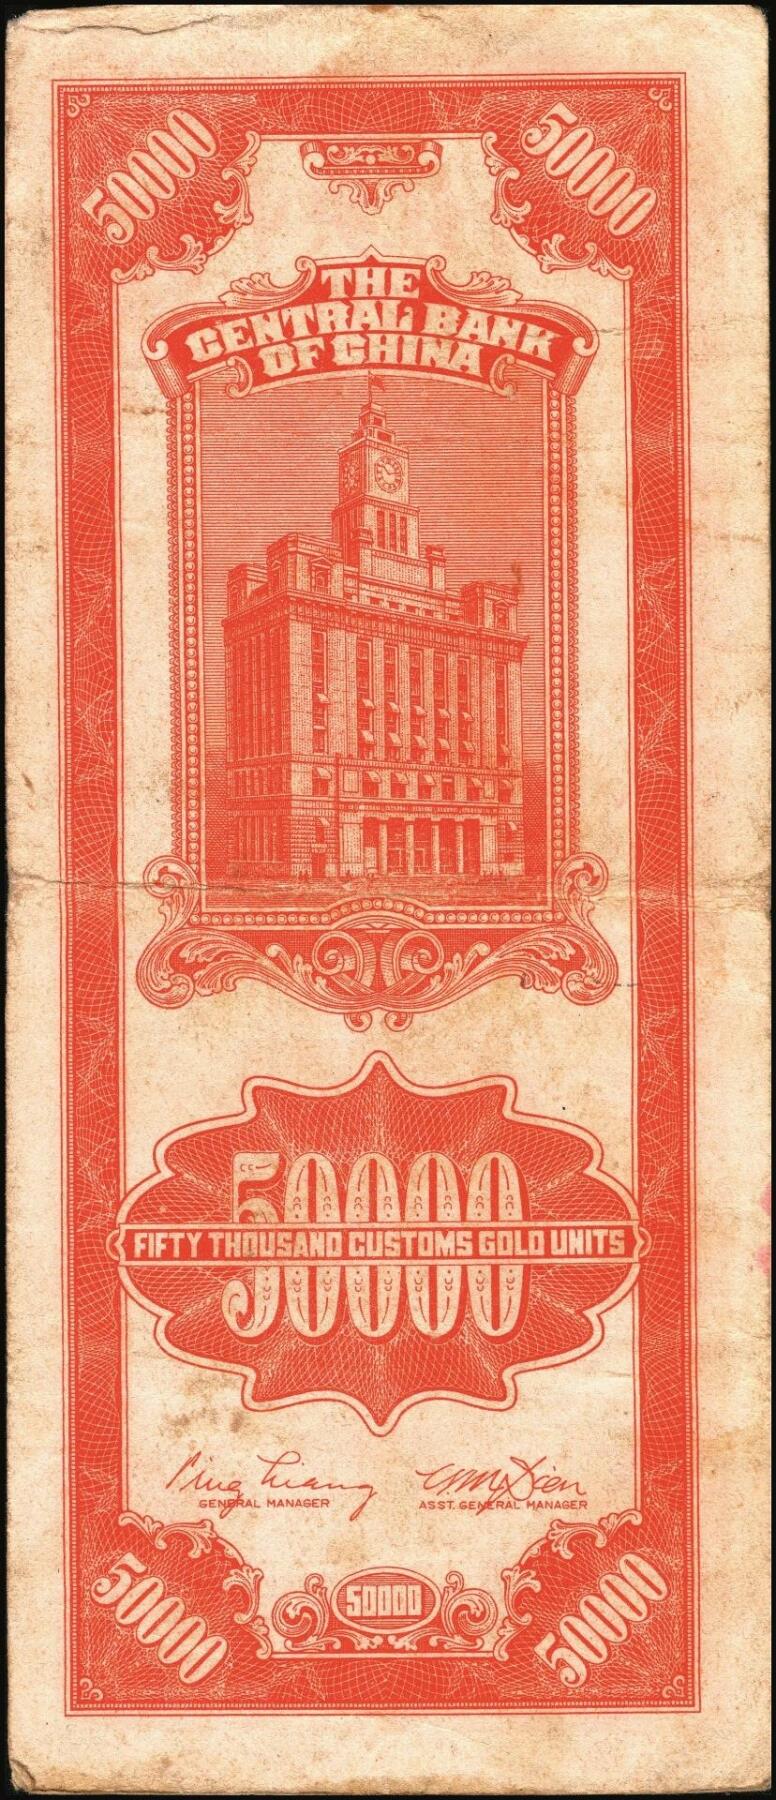 50000 50000
THE
CENTRAL BANK
OF CHINA
50000
FIFTY THOUSAND CUSTOMS GOLD UNITS
GENERAL MANAGER ASST. GENERAL MANAGER
50000 50000 50000